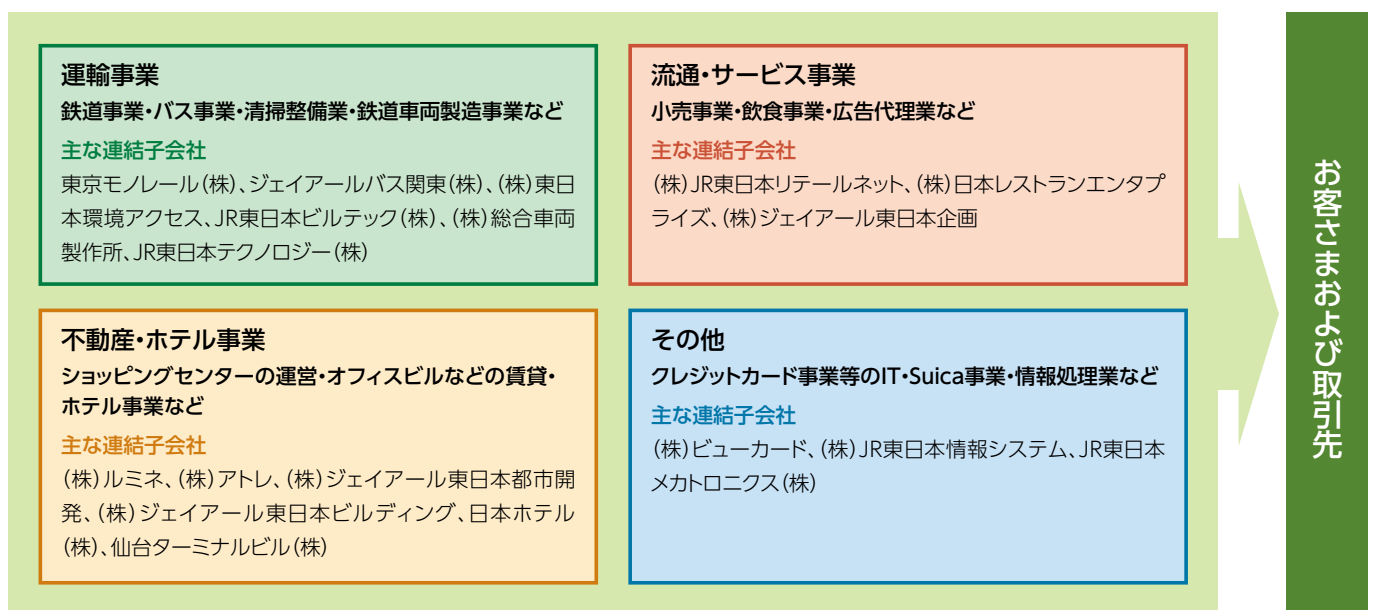 運輸事業
鉄道事業・バス事業・清掃整備業・鉄道車両製造事業など
主な連結子会社
東京モノレール(株)、ジェイアールバス関東(株)、(株)東日
本環境アクセス、JR東日本ビルテック(株)、(株)総合車両
製作所、JR東日本テクノロジー(株)
流通・サービス事業
小売事業・飲食事業・広告代理業など
主な連結子会社
(株)JR東日本リテールネット、(株)日本レストランエンタプ
ライズ、(株)ジェイアール東日本企画
不動産・ホテル事業
ショッピングセンターの運営・オフィスビルなどの賃貸・
ホテル事業など
主な連結子会社
(株)ルミネ、(株)アトレ、(株)ジェイアール東日本都市開
発、(株)ジェイアール東日本ビルディング、日本ホテル
(株)、仙台ターミナルビル(株)
その他
クレジットカード事業等のIT・Suica事業・情報処理業など
主な連結子会社
(株)ビューカード、(株)JR東日本情報システム、JR東日本
メカトロニクス(株)
お客さまおよび取引先